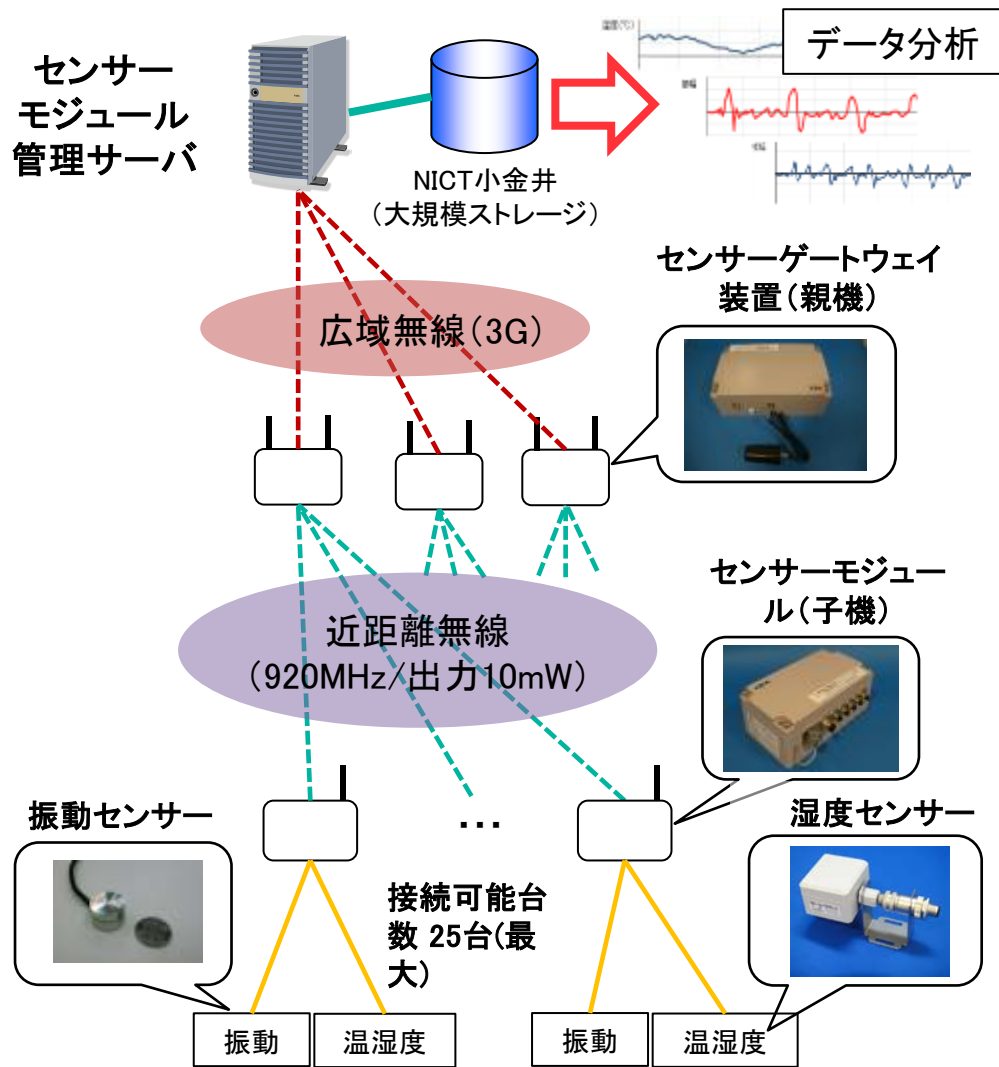 センサー
モジュール
管理サーバ
データ分析
NICT小金井
（大規模ストレージ）
センサーゲートウェイ
装置（親機）
広域無線（3G）
センサーモジュー
ル（子機）
近距離無線
（920MHz/出力10mW）
振動センサー
…
湿度センサー
接続可能台
数 25台(最
大)
振動
温湿度
振動
温湿度